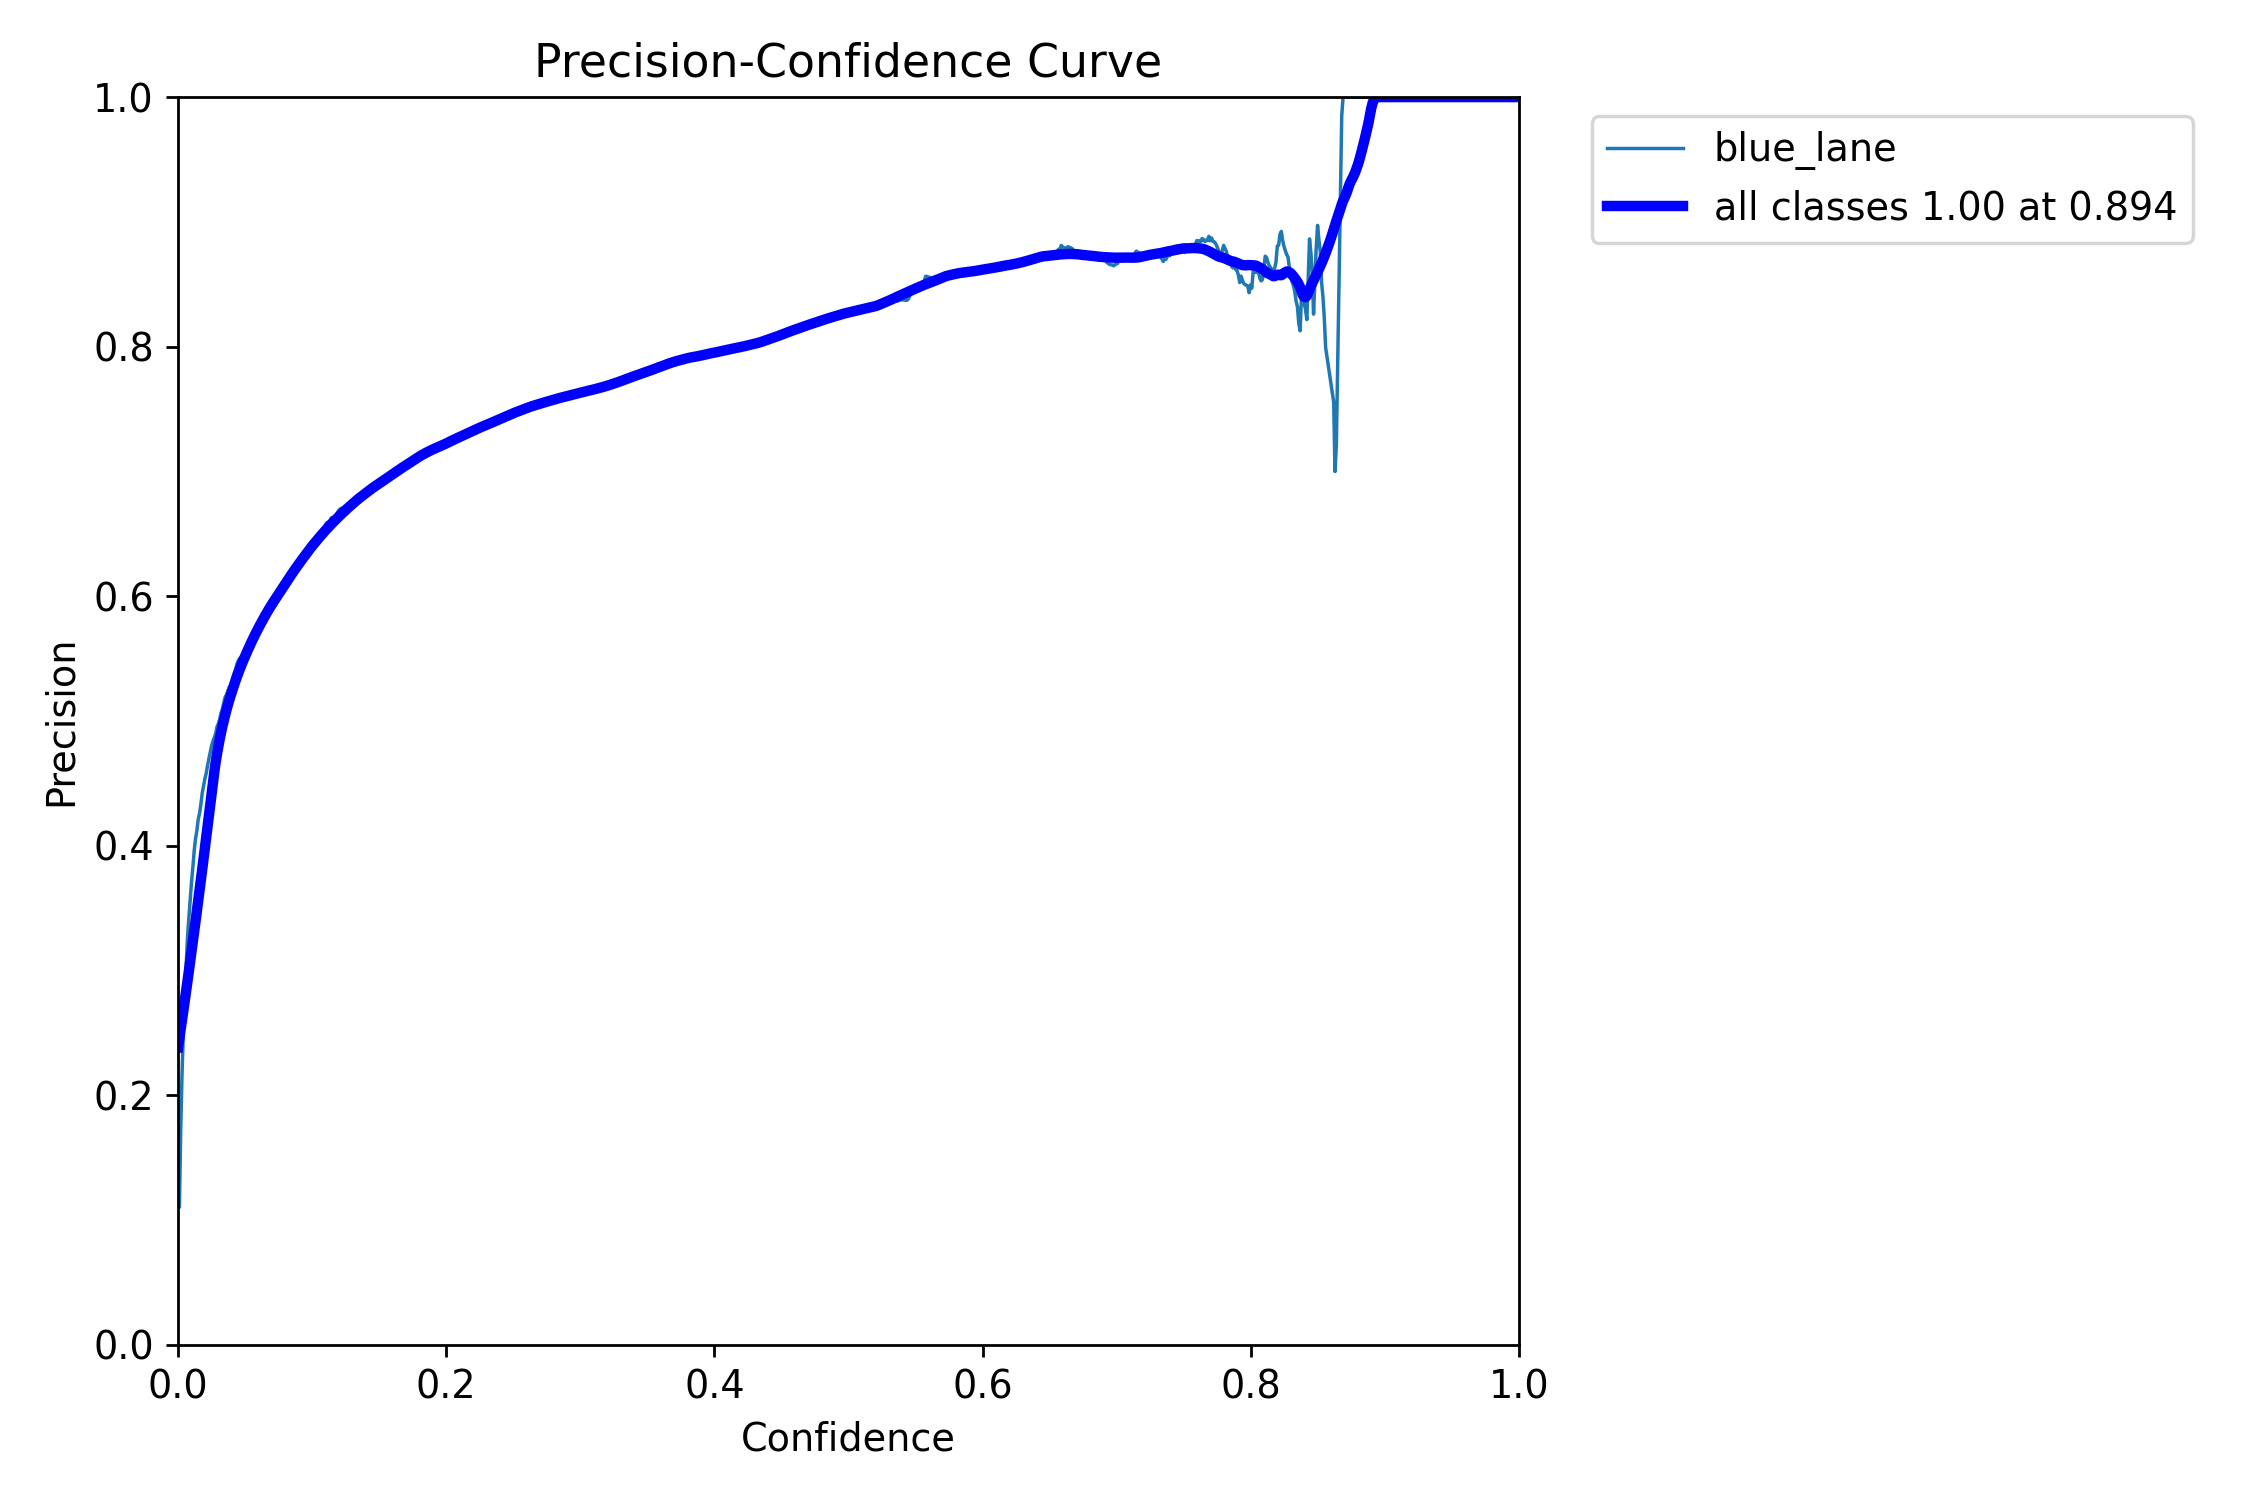 Precision-Confidence Curve
blue_lane
all classes 1.00 at 0.894
1.0
0.8
0.6
0.4
0.2
0.0
Precision
0.0 0.2 0.4 0.6 0.8 1.0
Confidence